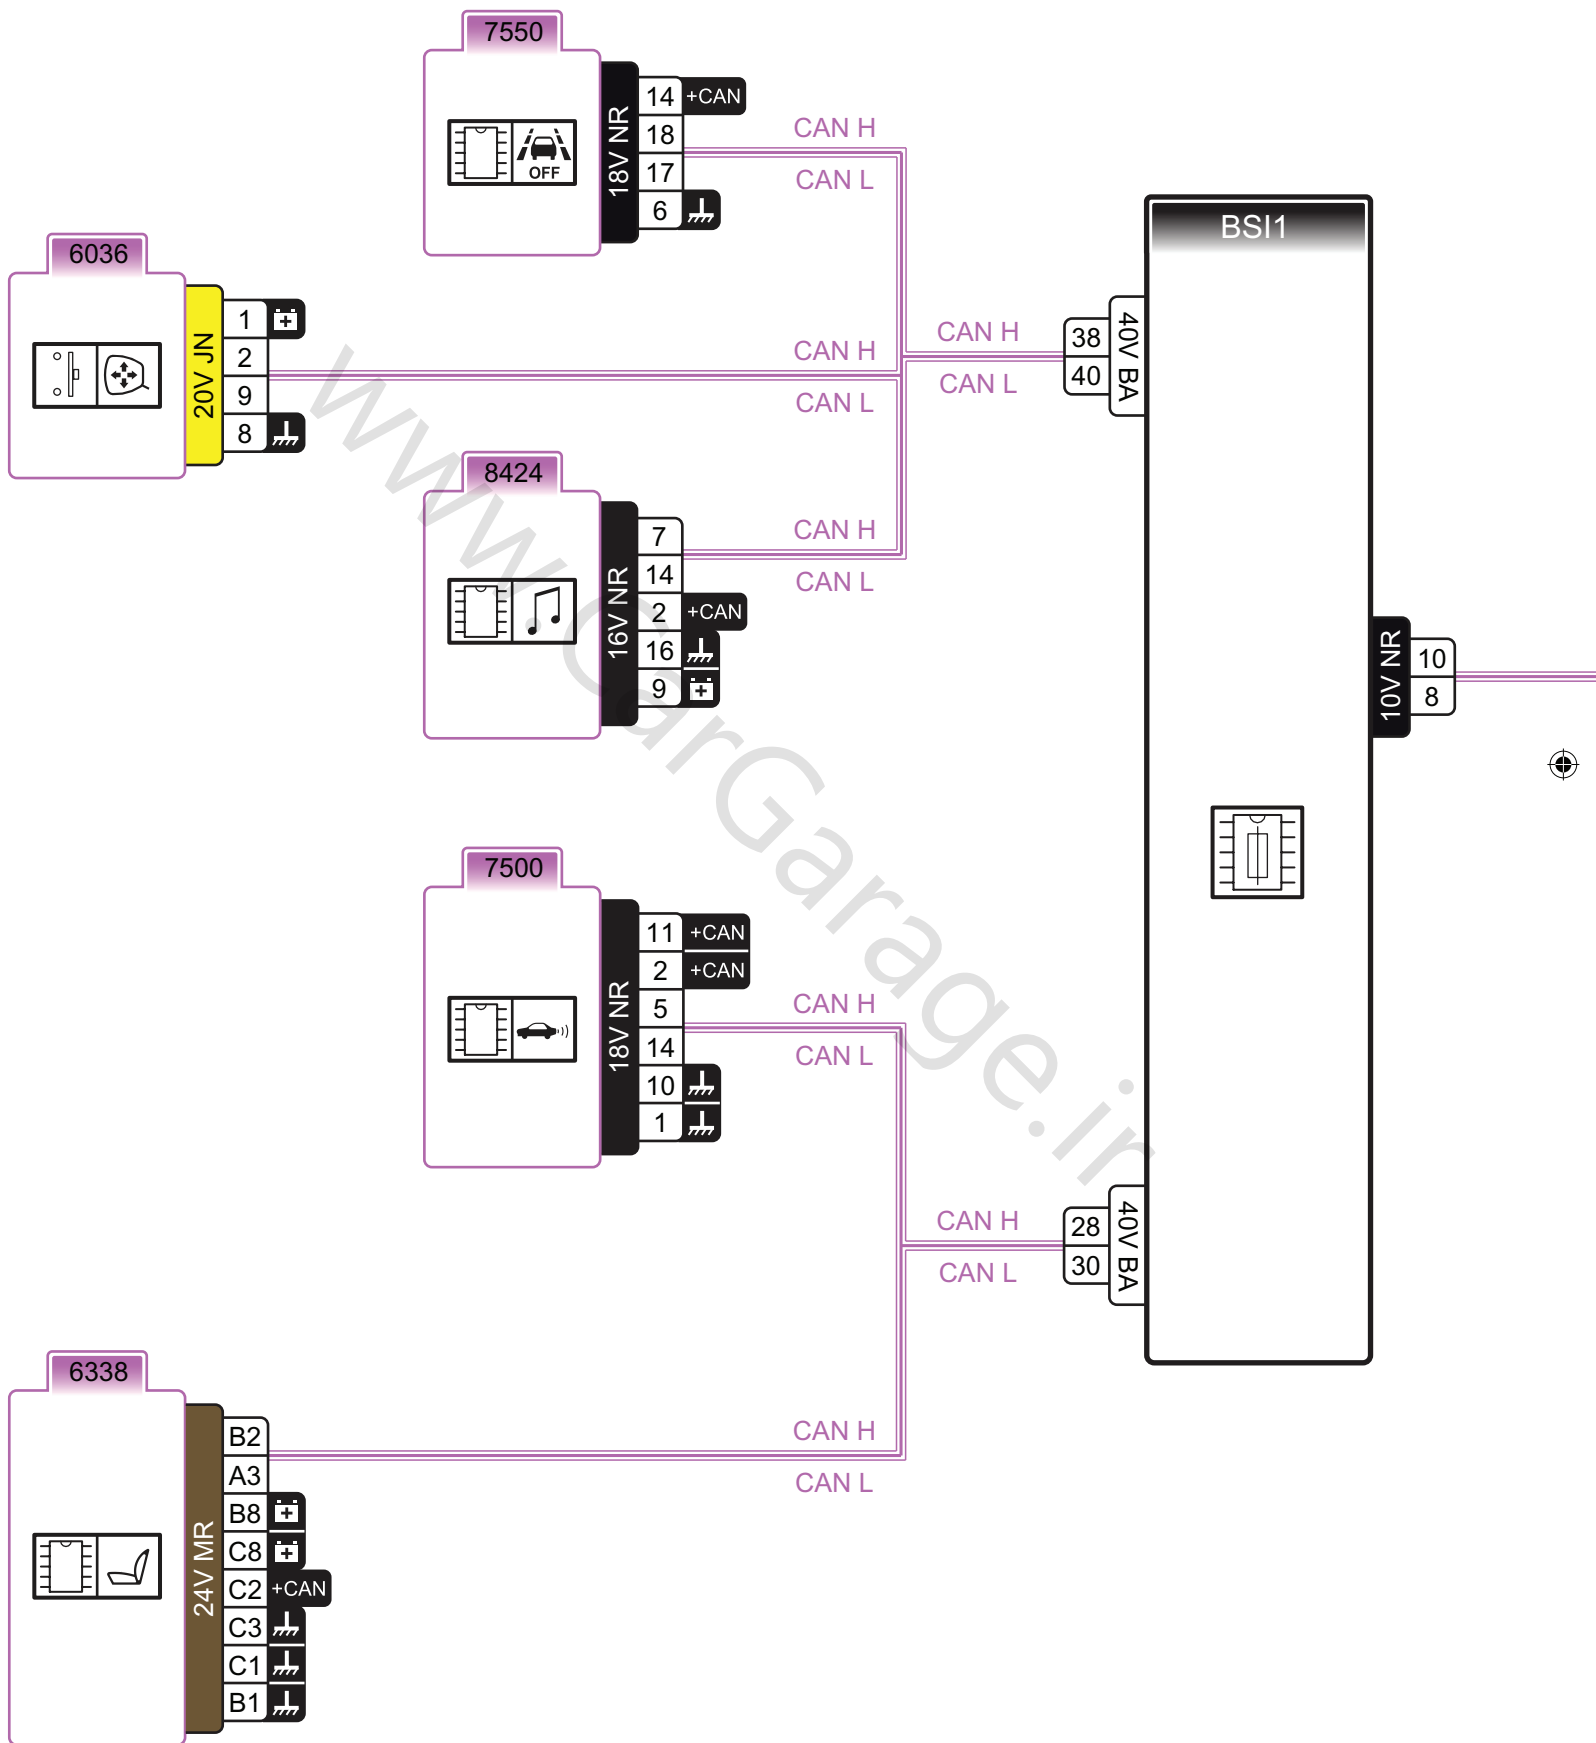 7550
18V NR
14 +CAN
18
17
6
OFF
CAN H
CAN L
6036
20V JN
1
2
9
8
CAN H
CAN L
BSI1
CAN H
CAN L
38
40
40V BA
8424
16V NR
7
14
2 +CAN
16
9
CAN H
CAN L
10V NR
10
8
7500
18V NR
11 +CAN
2 +CAN
5
14
10
1
CAN H
CAN L
CAN H
CAN L
28
30
40V BA
6338
24V MR
B2
A3
B8
C8
C2 +CAN
C3
C1
B1
CAN H
CAN L
www.CarGarage.ir